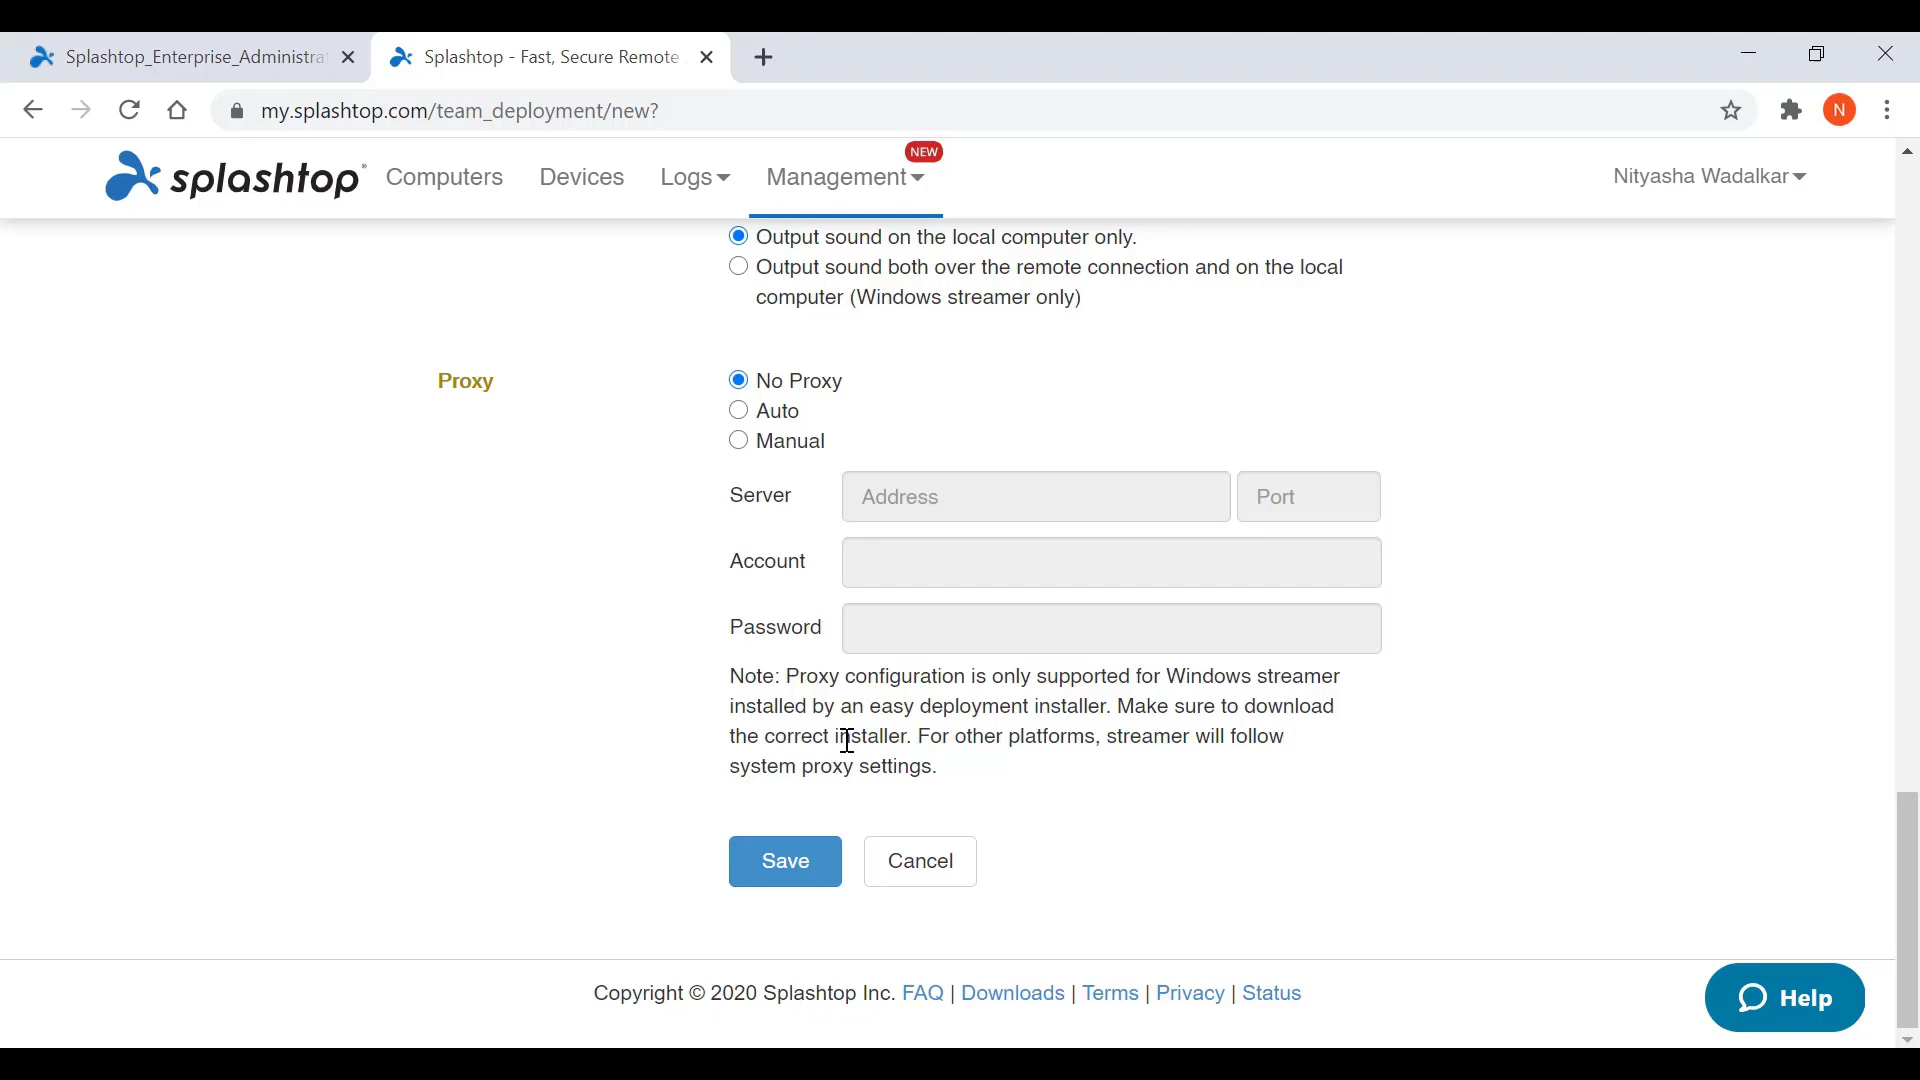 Splashtop_Enterprise_Administra
Splashtop - Fast, Secure Remote
my.splashtop.com/team_deployment/new?
N
splashtop
Computers
Devices
Logs
Management
NEW
Nityasha Wadalkar
Output sound on the local computer only.
Output sound both over the remote connection and on the local
computer (Windows streamer only)
Proxy
No Proxy
Auto
Manual
Server
Address
Port
Account
Password
Note: Proxy configuration is only supported for Windows streamer
installed by an easy deployment installer. Make sure to download
the correct installer. For other platforms, streamer will follow
system proxy settings.
Save
Cancel
Copyright © 2020 Splashtop Inc. FAQ | Downloads | Terms | Privacy | Status
Help